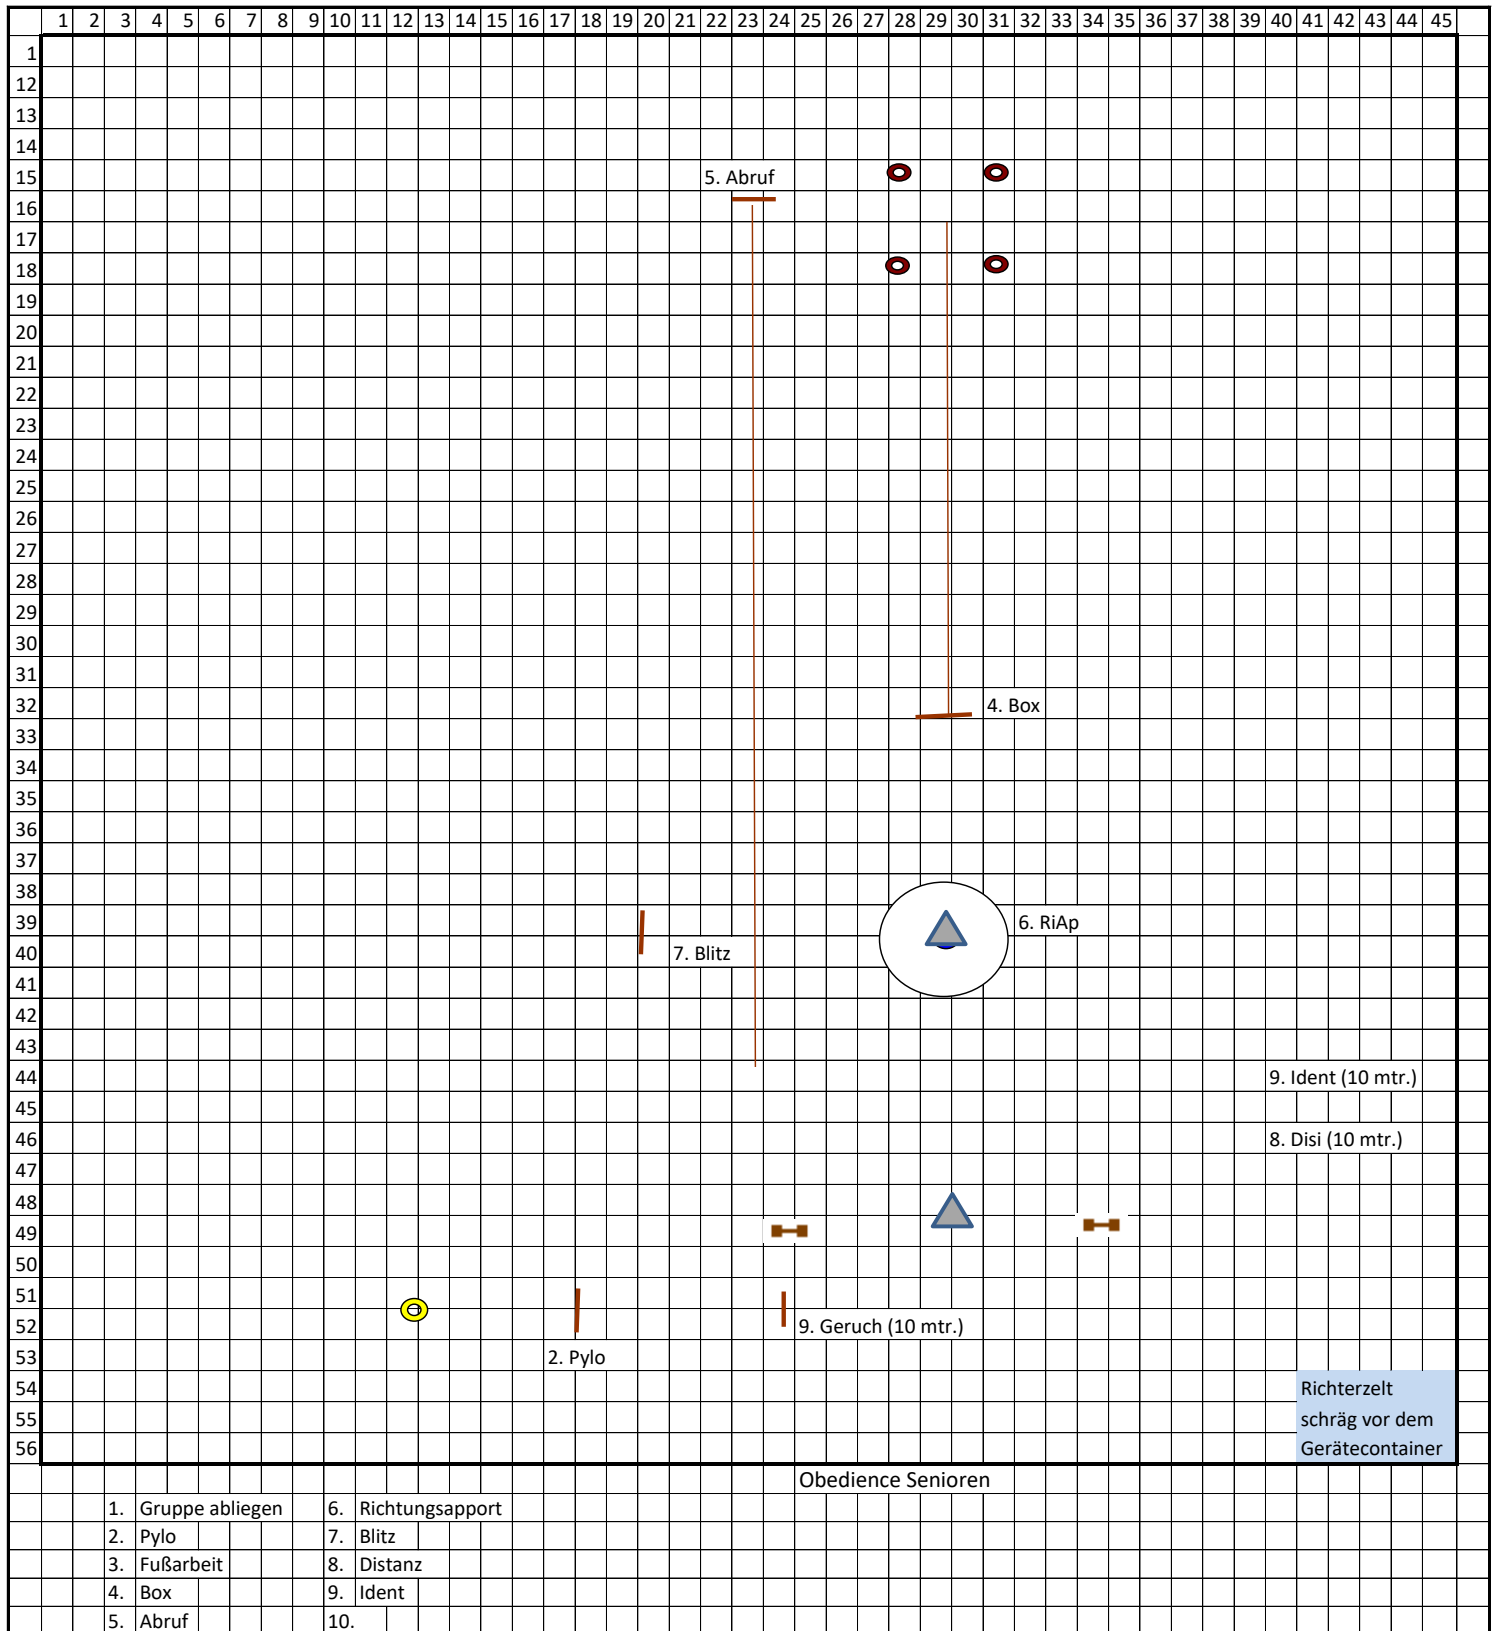 1 2 3 4 5 6 7 8 9 10 11 12 13 14 15 16 17 18 19 20 21 22 23 24 25 26 27 28 29 30 31 32 33 34 35 36 37 38 39 40 41 42 43 44 45
1
12
13
14
15 5. Abruf
16
17
18
19
20
21
22
23
24
25
26
27
28
29
30
31
32 4. Box
33
34
35
36
37
38
39 6. RiAp
40 7. Blitz
41
42
43
44 9. Ident (10 mtr.)
45
46 8. Disi (10 mtr.)
47
48
49
50
51
52 9. Geruch (10 mtr.)
53 2. Pylo
54 Richterzelt
55 schräg vor dem
56 Gerätecontainer
Obedience Senioren
1. Gruppe abliegen 6. Richtungsapport
2. Pylo 7. Blitz
3. Fußarbeit 8. Distanz
4. Box 9. Ident
5. Abruf 10.